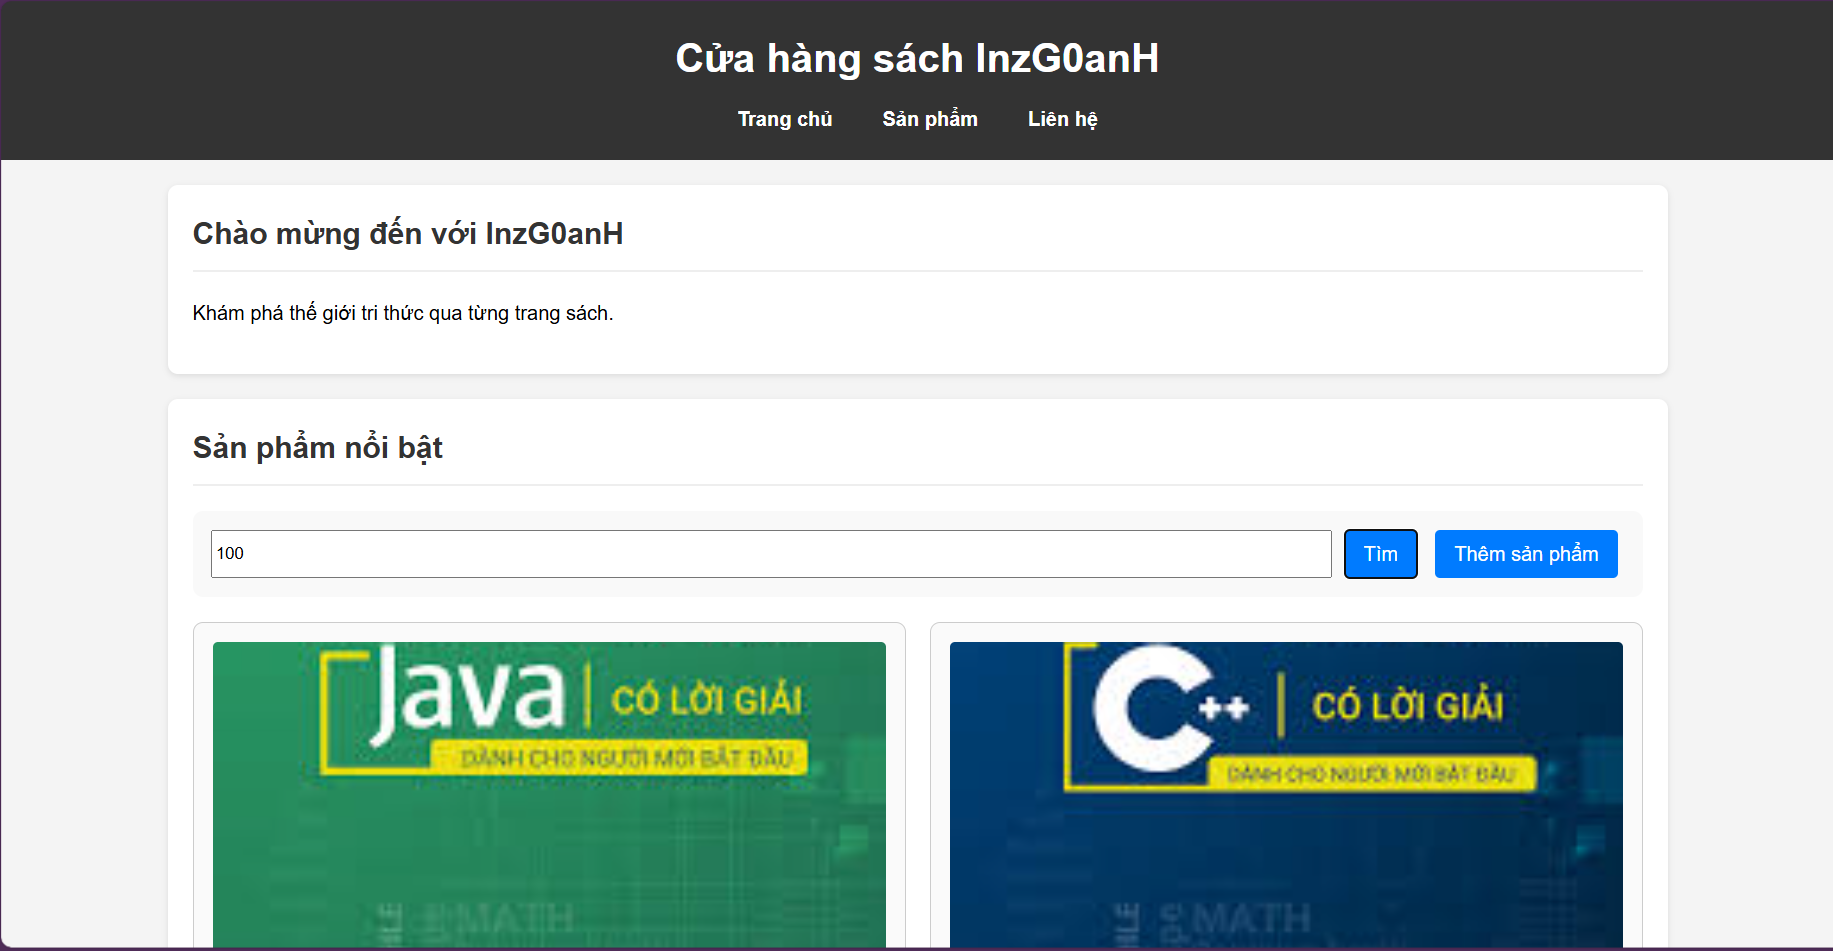 Cửa hàng sách InzG0anH
Trang chủ Sản phẩm Liên hệ
Chào mừng đến với InzG0anH
Khám phá thế giới tri thức qua từng trang sách.
Sản phẩm nổi bật
100 Tìm Thêm sản phẩm
Java CÓ LỜI GIẢI
DÀNH CHO NGƯỜI MỚI BẮT ĐẦU
MATH
C++ CÓ LỜI GIẢI
DÀNH CHO NGƯỜI MỚI BẮT ĐẦU
MATH